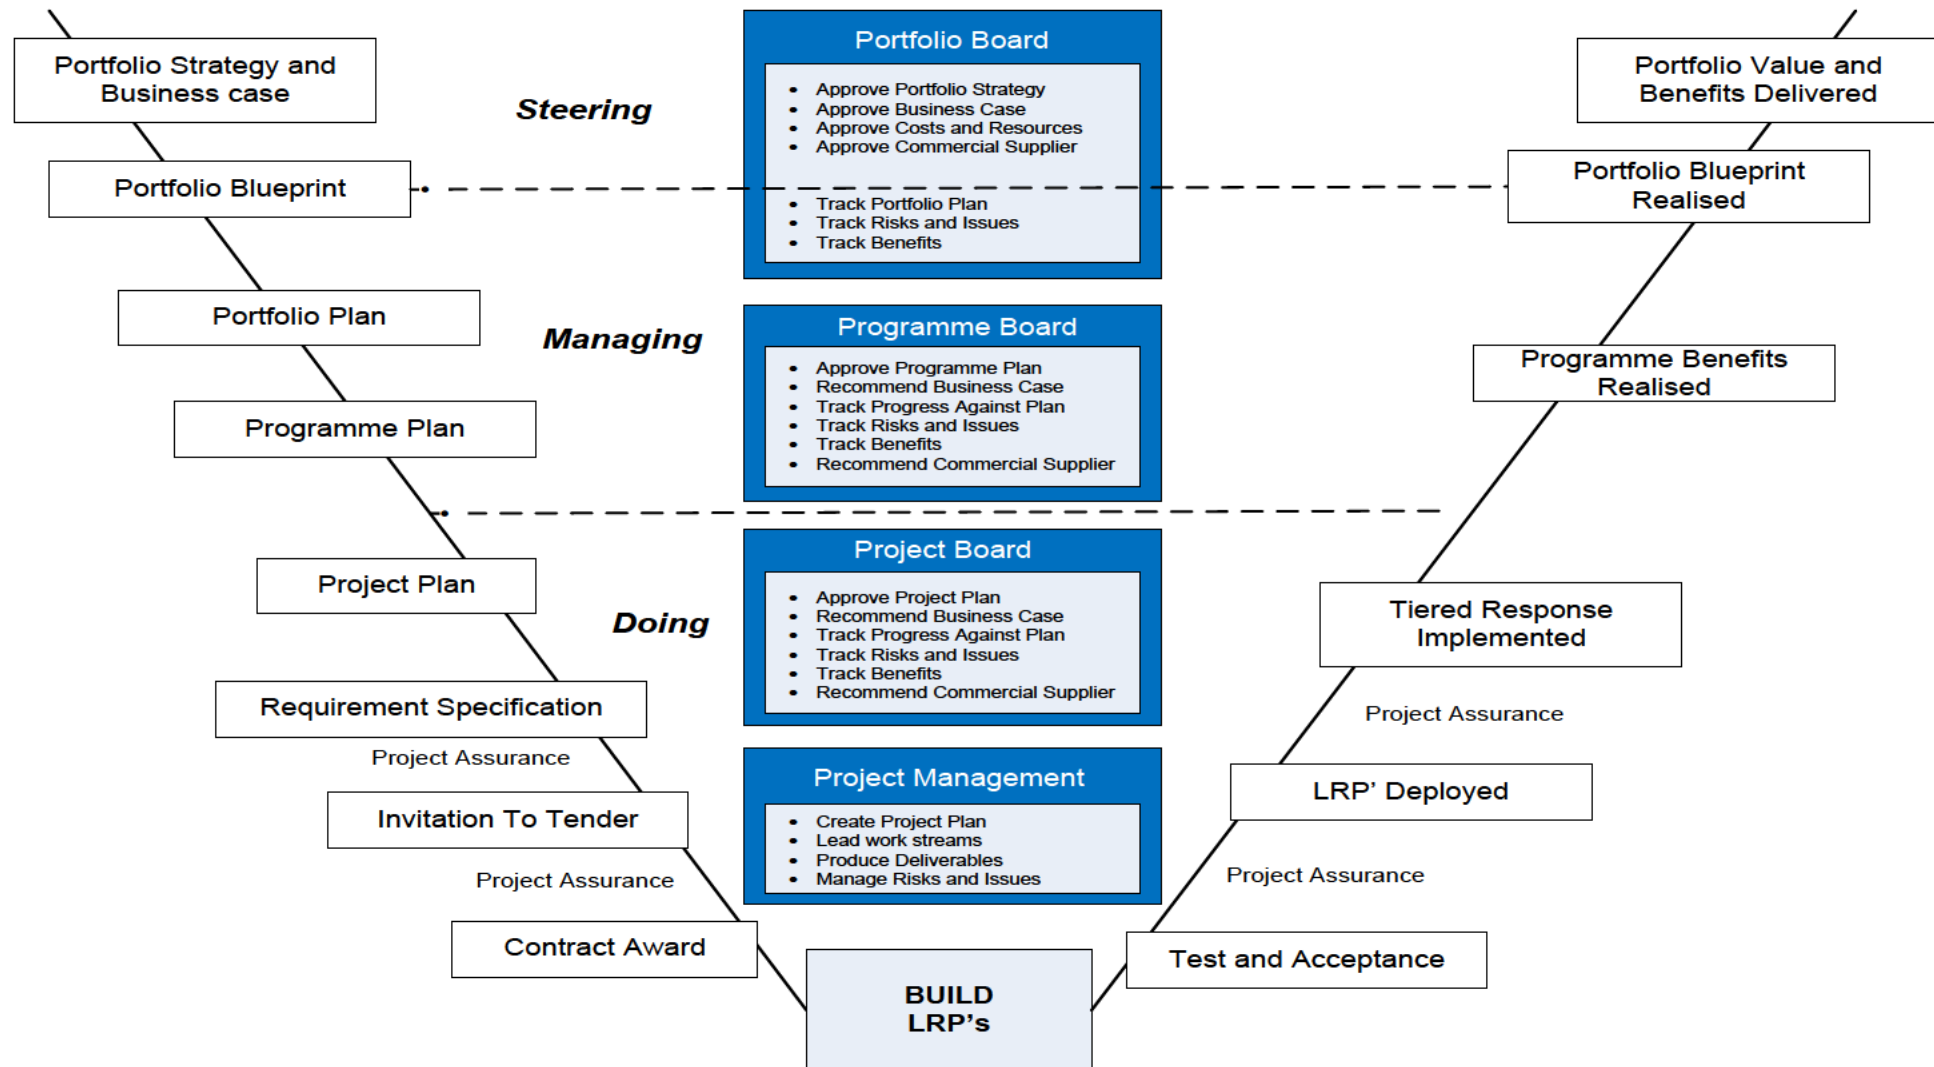 Portfolio Strategy and
Business case
Portfolio Blueprint
Portfolio Plan
Programme Plan
Project Plan
Requirement Specification
Project Assurance
Invitation To Tender
Project Assurance
Contract Award
Steering
Managing
Doing
Portfolio Board
• Approve Portfolio Strategy
• Approve Business Case
• Approve Costs and Resources
• Approve Commercial Supplier
• Track Portfolio Plan
• Track Risks and Issues
• Track Benefits
Programme Board
• Approve Programme Plan
• Recommend Business Case
• Track Progress Against Plan
• Track Risks and Issues
• Track Benefits
• Recommend Commercial Supplier
Project Board
• Approve Project Plan
• Recommend Business Case
• Track Progress Against Plan
• Track Risks and Issues
• Track Benefits
• Recommend Commercial Supplier
Project Management
• Create Project Plan
• Lead work streams
• Produce Deliverables
• Manage Risks and Issues
BUILD
LRP’s
Portfolio Value and
Benefits Delivered
Portfolio Blueprint
Realised
Programme Benefits
Realised
Tiered Response
Implemented
Project Assurance
LRP’ Deployed
Project Assurance
Test and Acceptance